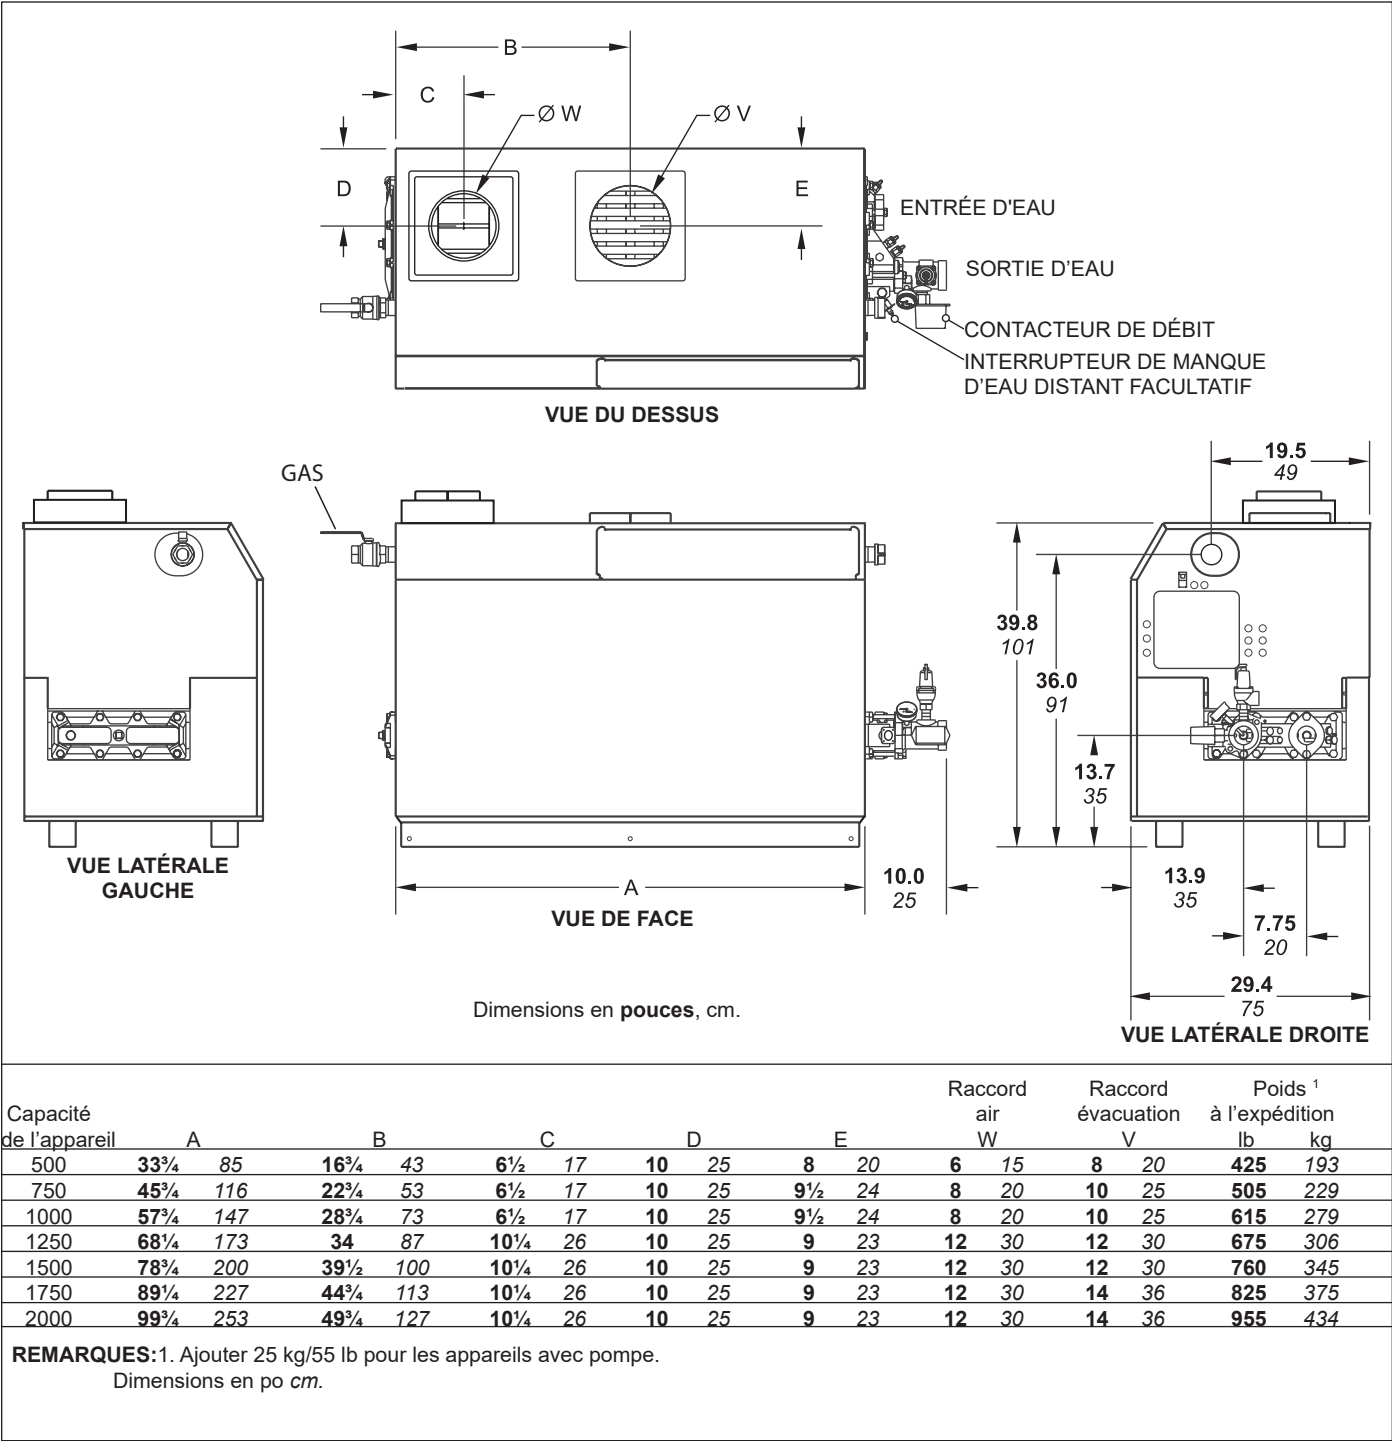 B
C
Ø W
Ø V
D
E
ENTRÉE D'EAU
SORTIE D'EAU
CONTACTEUR DE DÉBIT
INTERRUPTEUR DE MANQUE
D'EAU DISTANT FACULTATIF
VUE DU DESSUS
GAS
19.5
49
39.8
101
36.0
91
13.7
35
VUE LATÉRALE
GAUCHE
A
10.0
25
VUE DE FACE
13.9
35
7.75
20
29.4
75
VUE LATÉRALE DROITE
Dimensions en pouces, cm.
Raccord Raccord Poids 1
Capacité air évacuation à l'expédition
de l'appareil A B C D E W V lb kg
500 33¾ 85 16¾ 43 6½ 17 10 25 8 20 6 15 8 20 425 193
750 45¾ 116 22¾ 53 6½ 17 10 25 9½ 24 8 20 10 25 505 229
1000 57¾ 147 28¾ 73 6½ 17 10 25 9½ 24 8 20 10 25 615 279
1250 68¼ 173 34 87 10¼ 26 10 25 9 23 12 30 12 30 675 306
1500 78¾ 200 39½ 100 10¼ 26 10 25 9 23 12 30 12 30 760 345
1750 89¼ 227 44¾ 113 10¼ 26 10 25 9 23 12 30 14 36 825 375
2000 99¾ 253 49¾ 127 10¼ 26 10 25 9 23 12 30 14 36 955 434
REMARQUES:1. Ajouter 25 kg/55 lb pour les appareils avec pompe.
Dimensions en po cm.